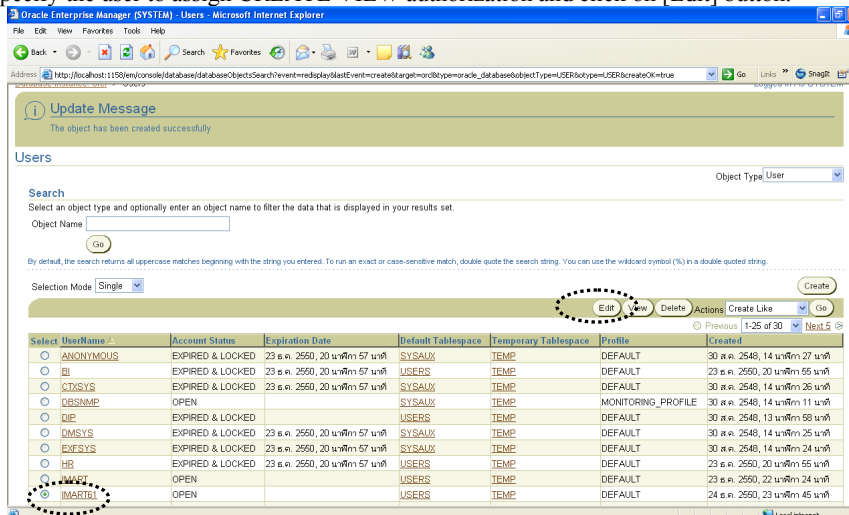 pecify the user to assign CREATE VIEW authorization and click on [Edit] button.
Oracle Enterprise Manager (SYSTEM) - Users - Microsoft Internet Explorer
File Edit View Favorites Tools Help
Back Search Favorites
Address http://localhost:1158/em/console/database/databaseObjectsSearch?event=redisplay&lastEvent=create&target=orcl&type=oracle_database&objectType=USER&otype=USER&createOK=true Go Links » SnagIt
Update Message
The object has been created successfully
Users
Object Type User
Search
Select an object type and optionally enter an object name to filter the data that is displayed in your results set.
Object Name
Go
By default, the search returns all uppercase matches beginning with the string you entered. To run an exact or case-sensitive match, double quote the search string. You can use the wildcard symbol (%) in a double quoted string.
Selection Mode Single Create
Edit View Delete Actions Create Like Go
Previous 1-25 of 30 Next 5
Select UserName Account Status Expiration Date Default Tablespace Temporary Tablespace Profile Created
ANONYMOUS EXPIRED & LOCKED 23 ธ.ค. 2550, 20 นาฬิกา 57 นาที SYSAUX TEMP DEFAULT 30 ส.ค. 2548, 14 นาฬิกา 27 นาที
BI EXPIRED & LOCKED 23 ธ.ค. 2550, 20 นาฬิกา 57 นาที USERS TEMP DEFAULT 23 ธ.ค. 2550, 20 นาฬิกา 55 นาที
CTXSYS EXPIRED & LOCKED 23 ธ.ค. 2550, 20 นาฬิกา 57 นาที SYSAUX TEMP DEFAULT 30 ส.ค. 2548, 14 นาฬิกา 26 นาที
DBSNMP OPEN SYSAUX TEMP MONITORING_PROFILE 30 ส.ค. 2548, 14 นาฬิกา 11 นาที
DIP EXPIRED & LOCKED USERS TEMP DEFAULT 30 ส.ค. 2548, 13 นาฬิกา 58 นาที
DMSYS EXPIRED & LOCKED 23 ธ.ค. 2550, 20 นาฬิกา 57 นาที SYSAUX TEMP DEFAULT 30 ส.ค. 2548, 14 นาฬิกา 25 นาที
EXFSYS EXPIRED & LOCKED 23 ธ.ค. 2550, 20 นาฬิกา 57 นาที SYSAUX TEMP DEFAULT 30 ส.ค. 2548, 14 นาฬิกา 24 นาที
HR EXPIRED & LOCKED 23 ธ.ค. 2550, 20 นาฬิกา 57 นาที USERS TEMP DEFAULT 23 ธ.ค. 2550, 20 นาฬิกา 55 นาที
IMART OPEN USERS TEMP DEFAULT 23 ธ.ค. 2550, 22 นาฬิกา 24 นาที
IMART61 OPEN USERS TEMP DEFAULT 24 ธ.ค. 2550, 23 นาฬิกา 45 นาที